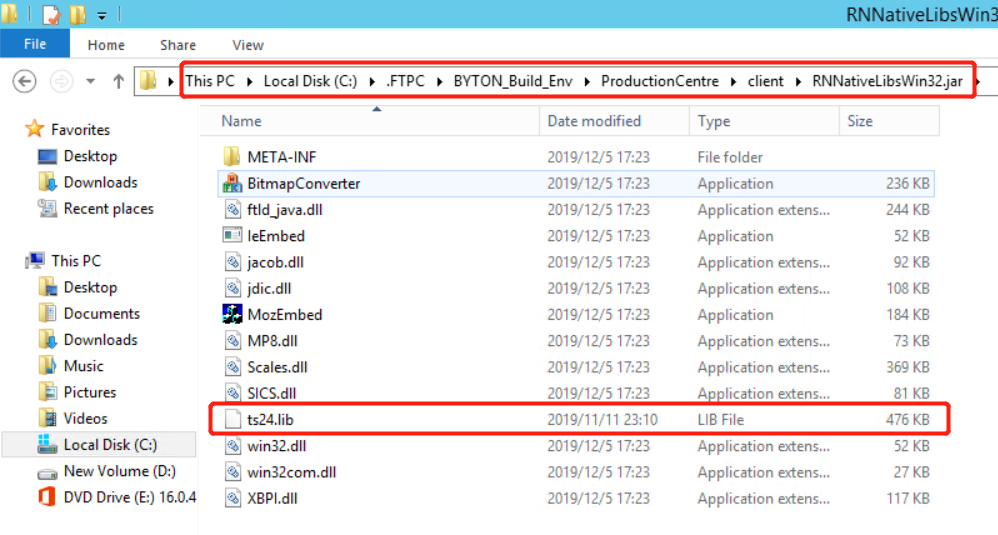 RNNativeLibsWin3
File Home Share View
This PC Local Disk (C:) .FTPC BYTON_Build_Env ProductionCentre client RNNativeLibsWin32.jar
Favorites
Desktop
Downloads
Recent places
This PC
Desktop
Documents
Downloads
Music
Pictures
Videos
Local Disk (C:)
New Volume (D:)
DVD Drive (E:) 16.0.4
Name Date modified Type Size
META-INF 2019/12/5 17:23 File folder
BitmapConverter 2019/12/5 17:23 Application 236 KB
ftld_java.dll 2019/12/5 17:23 Application extens... 244 KB
IeEmbed 2019/12/5 17:23 Application 52 KB
jacob.dll 2019/12/5 17:23 Application extens... 92 KB
jdic.dll 2019/12/5 17:23 Application extens... 108 KB
MozEmbed 2019/12/5 17:23 Application 184 KB
MP8.dll 2019/12/5 17:23 Application extens... 73 KB
Scales.dll 2019/12/5 17:23 Application extens... 369 KB
SICS.dll 2019/12/5 17:23 Application extens... 81 KB
ts24.lib 2019/11/11 23:10 LIB File 476 KB
win32.dll 2019/12/5 17:23 Application extens... 52 KB
win32com.dll 2019/12/5 17:23 Application extens... 27 KB
XBPI.dll 2019/12/5 17:23 Application extens... 117 KB